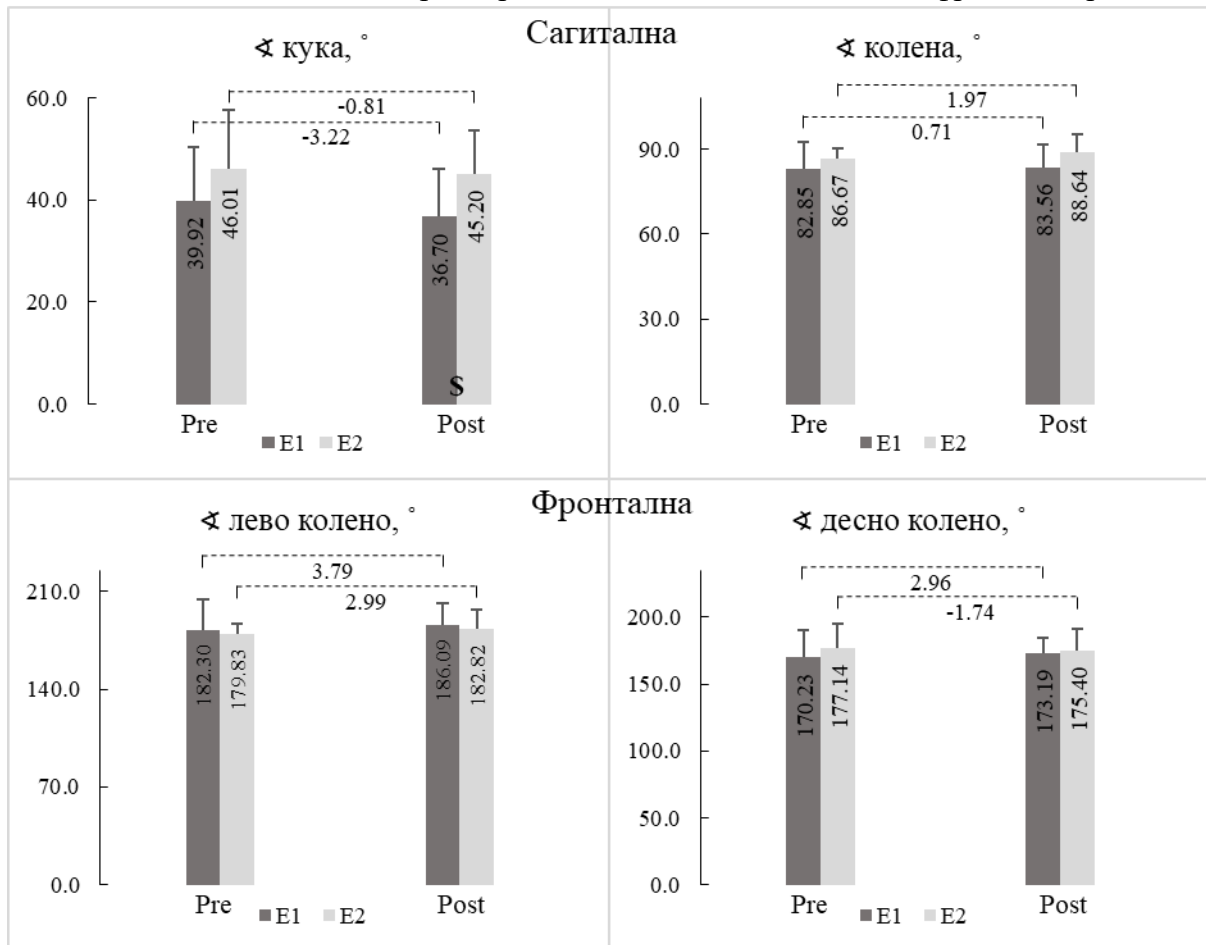 Сагитална
∢ кука, ˚
60.0
40.0
20.0
0.0
-0.81
-3.22
39.92
46.01
36.70
45.20
S
Pre
Post
E1
E2
∢ колена, ˚
90.0
60.0
30.0
0.0
1.97
0.71
82.85
86.67
83.56
88.64
Pre
Post
E1
E2
Фронтална
∢ лево колено, ˚
210.0
140.0
70.0
0.0
3.79
2.99
182.30
179.83
186.09
182.82
Pre
Post
E1
E2
∢ десно колено, ˚
200.0
150.0
100.0
50.0
0.0
2.96
-1.74
170.23
177.14
173.19
175.40
Pre
Post
E1
E2